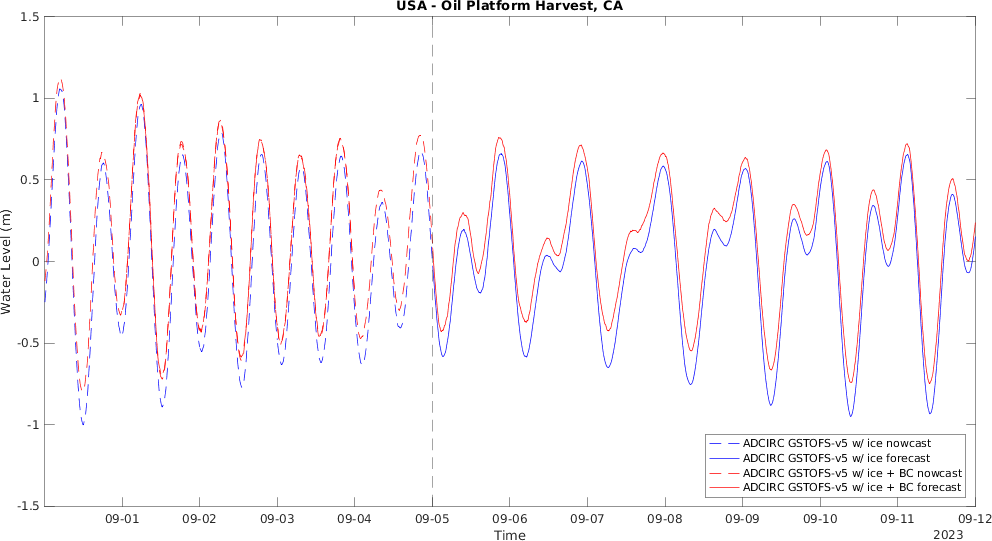 USA - Oil Platform Harvest, CA
1.5
1
0.5
0
-0.5
-1
-1.5
Water Level (m)
09-01
09-02
09-03
09-04
09-05
09-06
09-07
09-08
09-09
09-10
09-11
09-12
Time
2023
ADCIRC GSTOFS-v5 w/ ice nowcast
ADCIRC GSTOFS-v5 w/ ice forecast
ADCIRC GSTOFS-v5 w/ ice + BC nowcast
ADCIRC GSTOFS-v5 w/ ice + BC forecast